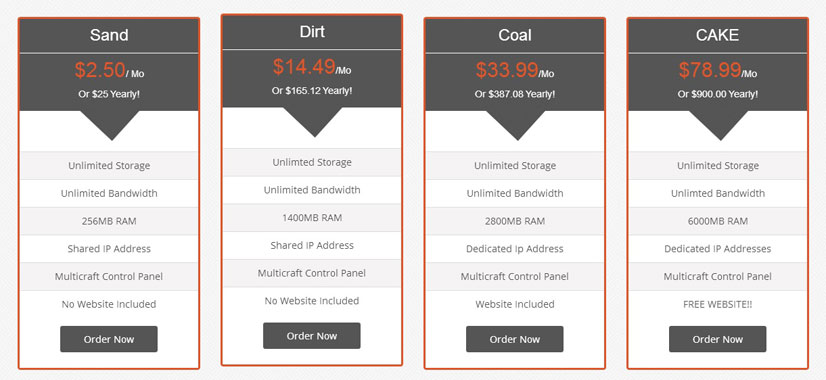 Sand
$2.50/ Mo
Or $25 Yearly!
Unlimited Storage
Unlimited Bandwidth
256MB RAM
Shared IP Address
Multicraft Control Panel
No Website Included
Order Now
Dirt
$14.49/Mo
Or $165.12 Yearly!
Unlimted Storage
Unlimited Bandwidth
1400MB RAM
Shared IP Address
Multicraft Control Panel
No Website Included
Order Now
Coal
$33.99/Mo
Or $387.08 Yearly!
Unlimited Storage
Unlimited Bandwidth
2800MB RAM
Dedicated Ip Address
Multicraft Control Panel
Website Included
Order Now
CAKE
$78.99/Mo
Or $900.00 Yearly!
Unlimited Storage
Unlimted Bandwidth
6000MB RAM
Dedicated IP Addresses
Multicraft Control Panel
FREE WEBSITE!!
Order Now